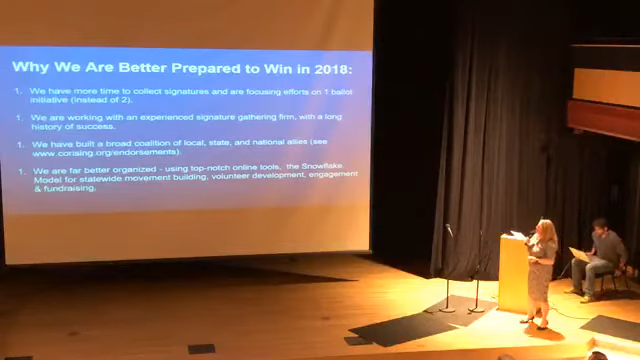 Why We Are Better Prepared to Win in 2018:
1. We have more time to collect signatures and are focusing efforts on 1 ballot
initiative (instead of 2).
1. We are working with an experienced signature gathering firm, with a long
history of success.
1. We have built a broad coalition of local, state, and national allies (see
www.corising.org/endorsements).
1. We are far better organized - using top-notch online tools, the Snowflake
Model for statewide movement building, volunteer development, engagement
& fundraising.